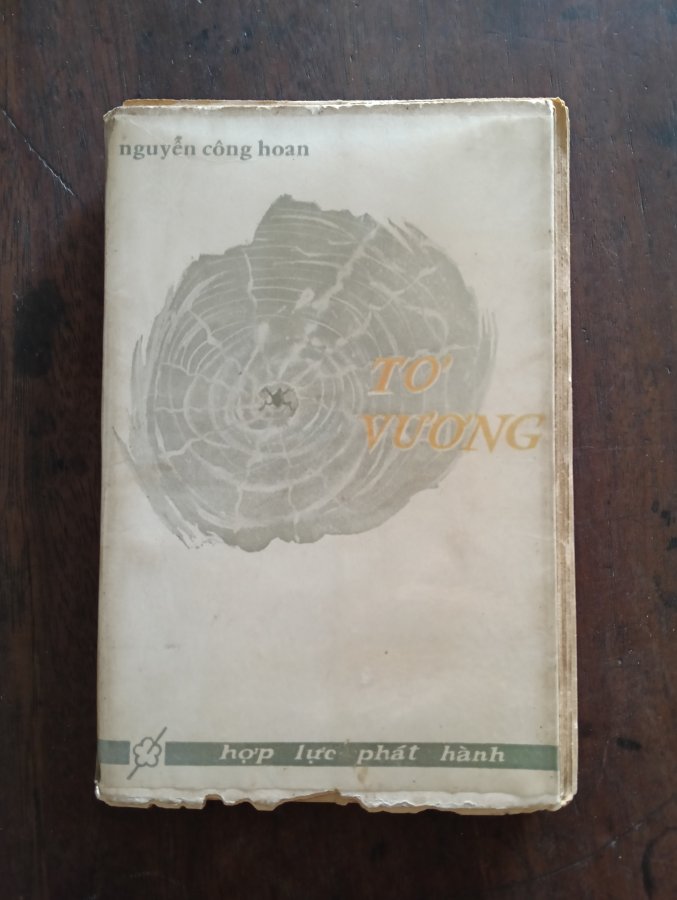 nguyễn công hoan
TƠ
VƯƠNG
hợp lực phát hành